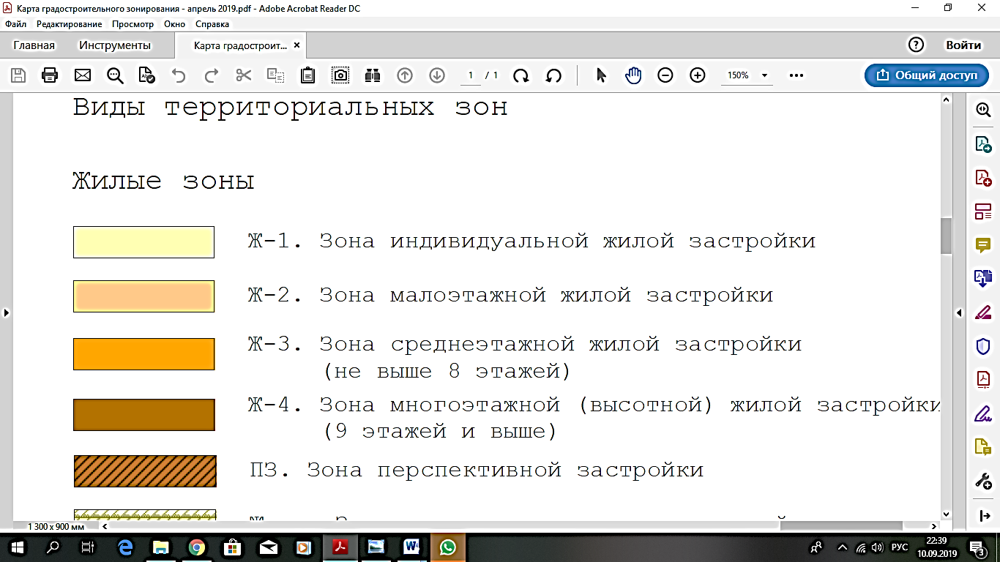 Карта градостроительного зонирования - апрель 2019.pdf - Adobe Acrobat Reader DC
Файл Редактирование Просмотр Окно Справка
Главная Инструменты Карта градостроит... × Войти
1 / 1 150% Общий доступ
Виды территориальных зон
Жилые зоны
Ж-1. Зона индивидуальной жилой застройки
Ж-2. Зона малоэтажной жилой застройки
Ж-3. Зона среднеэтажной жилой застройки
(не выше 8 этажей)
Ж-4. Зона многоэтажной (высотной) жилой застройки
(9 этажей и выше)
ПЗ. Зона перспективной застройки
1 300 x 900 мм
РУС 22:39
10.09.2019 3